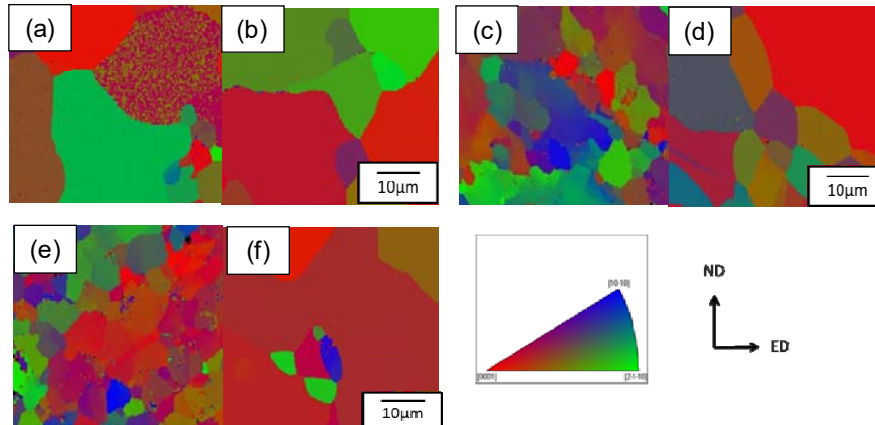 (a)
(b)
(c)
(d)
10μm
10μm
(e)
(f)
10μm
[10-10]
[0001]
[2-1-10]
ND
ED